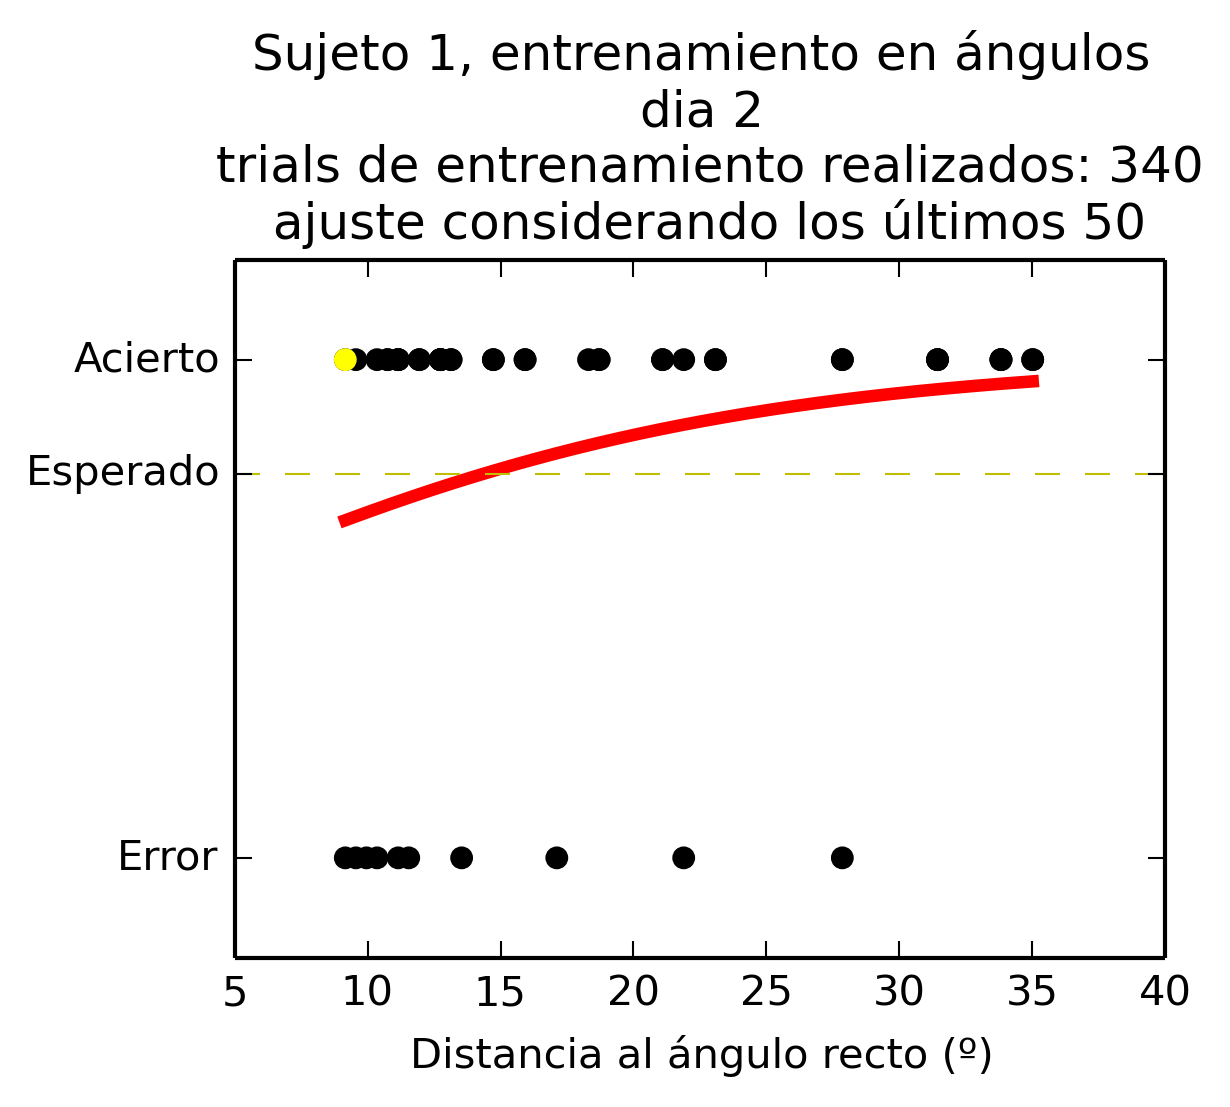 Sujeto 1, entrenamiento en ángulos
dia 2
trials de entrenamiento realizados: 340
ajuste considerando los últimos 50
Acierto
Esperado
Error
5 10 15 20 25 30 35 40
Distancia al ángulo recto (º)